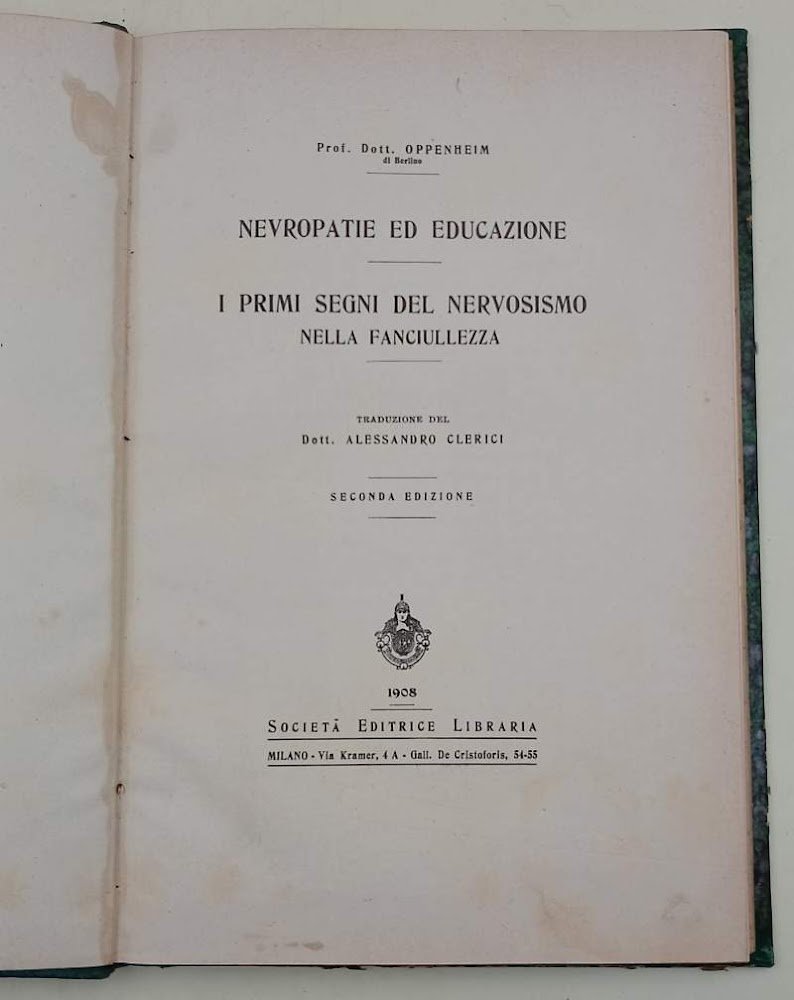 Prof. Dott. OPPENHEIM
di Berlino
NEVROPATIE ED EDUCAZIONE
I PRIMI SEGNI DEL NERVOSISMO
NELLA FANCIULLEZZA
TRADUZIONE DEL
Dott. ALESSANDRO CLERICI
SECONDA EDIZIONE
1908
SOCIETÀ EDITRICE LIBRARIA
MILANO - Via Kramer, 4 A - Gall. De Cristoforis, 54-55